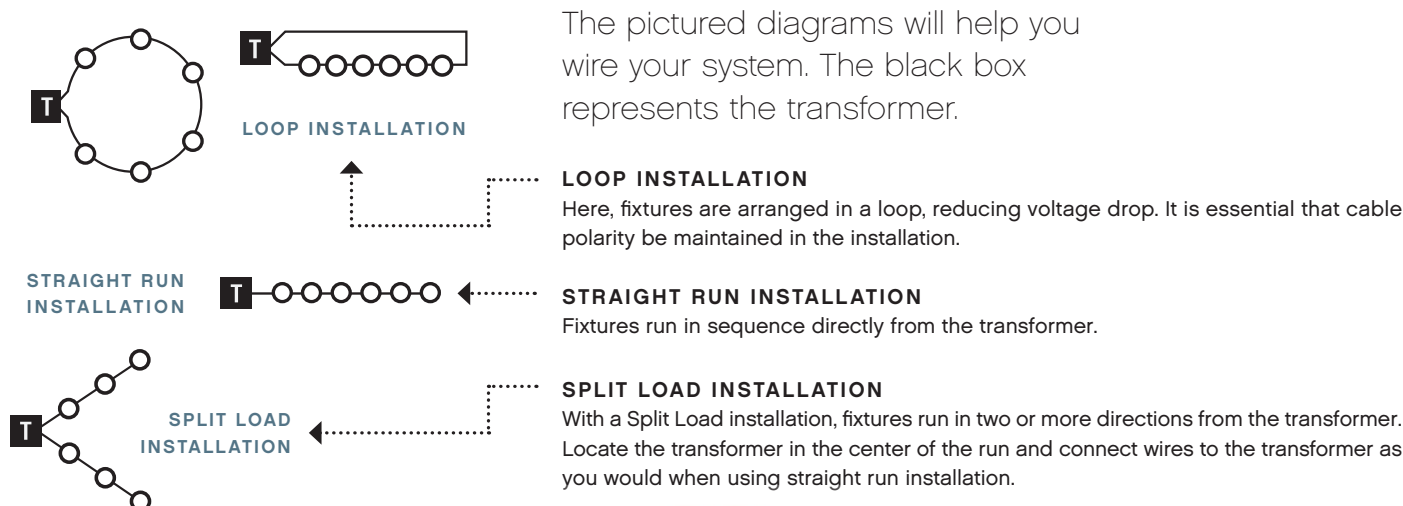 The pictured diagrams will help you
wire your system. The black box
represents the transformer.
T
T
LOOP INSTALLATION
LOOP INSTALLATION
Here, fixtures are arranged in a loop, reducing voltage drop. It is essential that cable
polarity be maintained in the installation.
STRAIGHT RUN
INSTALLATION
T
STRAIGHT RUN INSTALLATION
Fixtures run in sequence directly from the transformer.
T
SPLIT LOAD
INSTALLATION
SPLIT LOAD INSTALLATION
With a Split Load installation, fixtures run in two or more directions from the transformer.
Locate the transformer in the center of the run and connect wires to the transformer as
you would when using straight run installation.